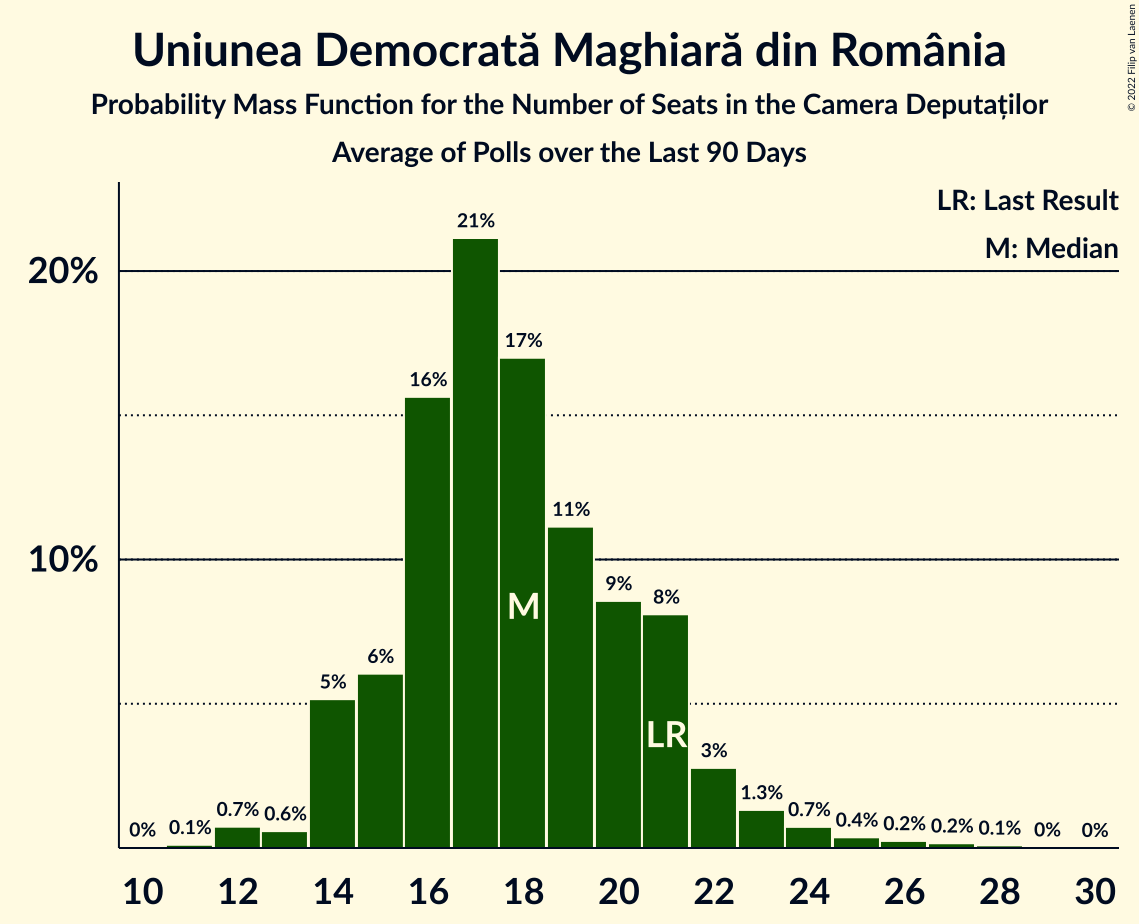 Uniunea Democrată Maghiară din România
Probability Mass Function for the Number of Seats in the Camera Deputaților
Average of Polls over the Last 90 Days
© 2022 Filip van Laenen
LR: Last Result
M: Median
20%
10%
0%
0.1%
0.7%
0.6%
5%
6%
16%
21%
17%
11%
9%
8%
3%
1.3%
0.7%
0.4%
0.2%
0.2%
0.1%
0%
0%
M
LR
10 12 14 16 18 20 22 24 26 28 30